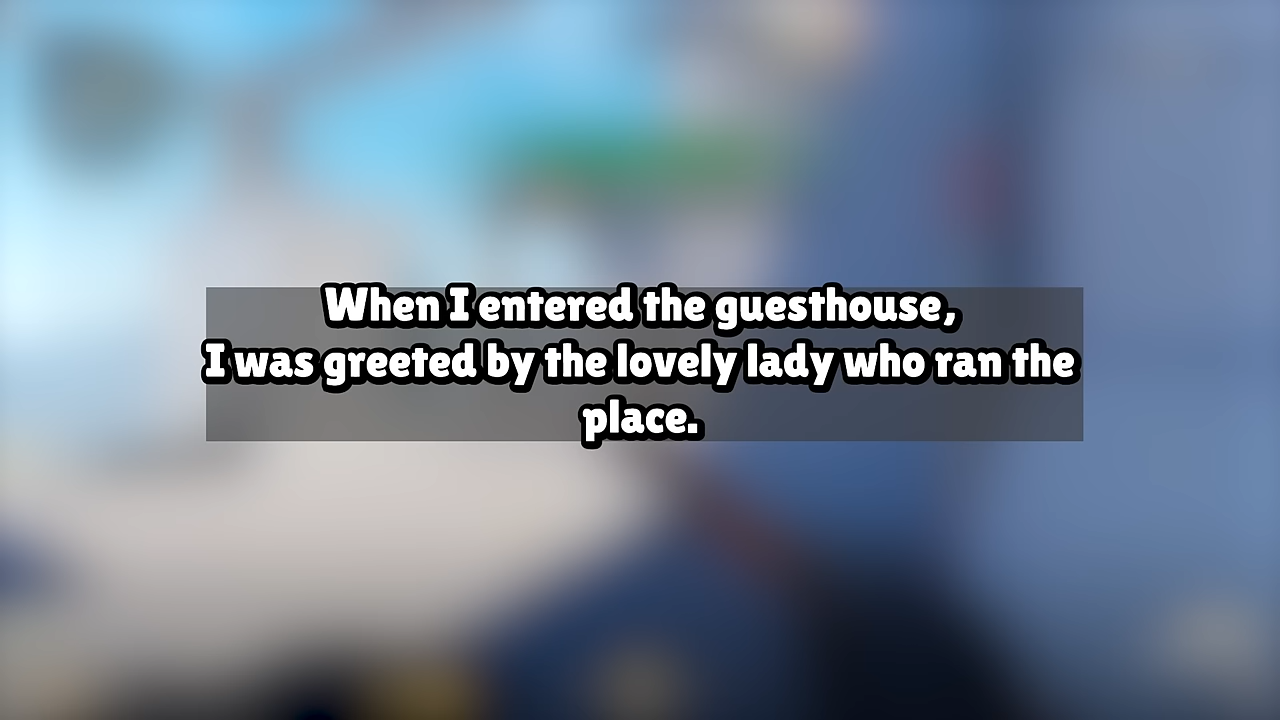 When I entered the guesthouse,
I was greeted by the lovely lady who ran the
place.